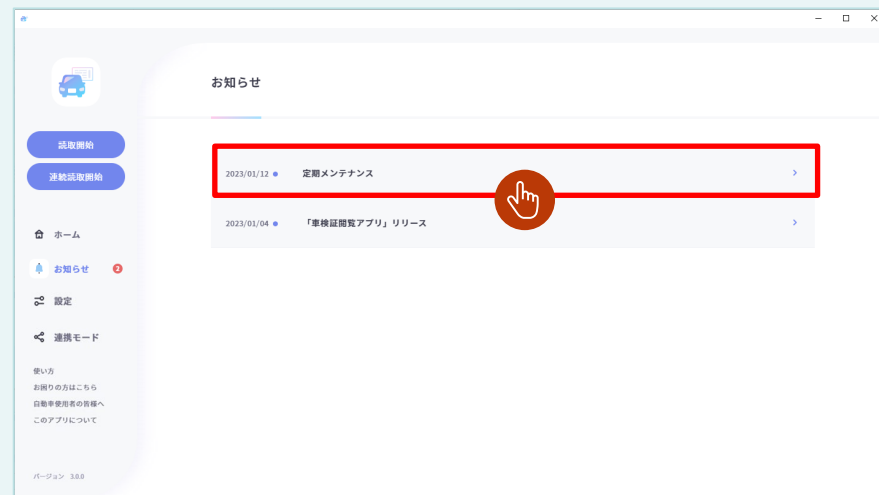 お知らせ
読取開始
連続読取開始
2023/01/12 定期メンテナンス
2023/01/04 「車検証閲覧アプリ」リリース
ホーム
お知らせ 2
設定
連携モード
使い方
お困りの方はこちら
自動車使用者の皆様へ
このアプリについて
バージョン 3.0.0